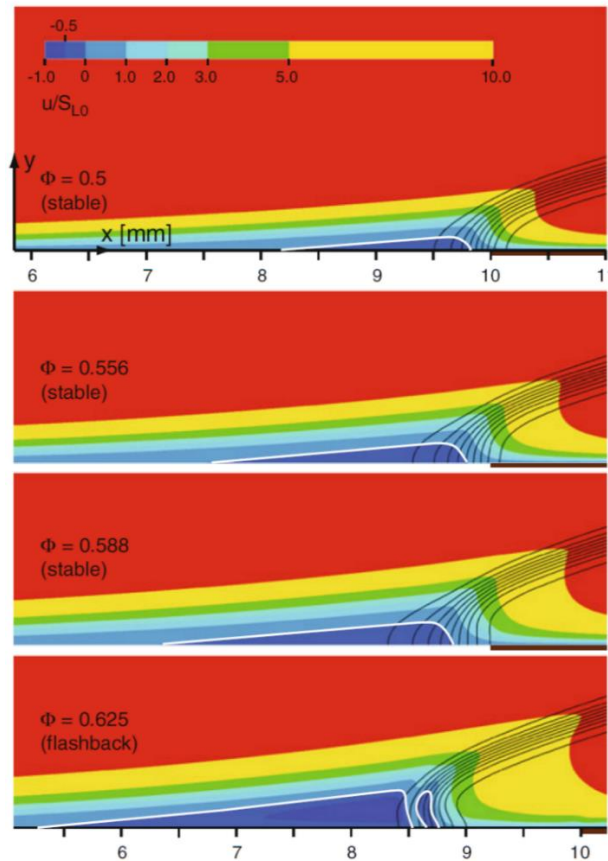 -0.5
-1.0 0 1.0 2.0 3.0 5.0 10.0
u/S_L0
y
Φ = 0.5
(stable)
x [mm]
6 7 8 9 10 1
Φ = 0.556
(stable)
Φ = 0.588
(stable)
Φ = 0.625
(flashback)
6 7 8 9 10